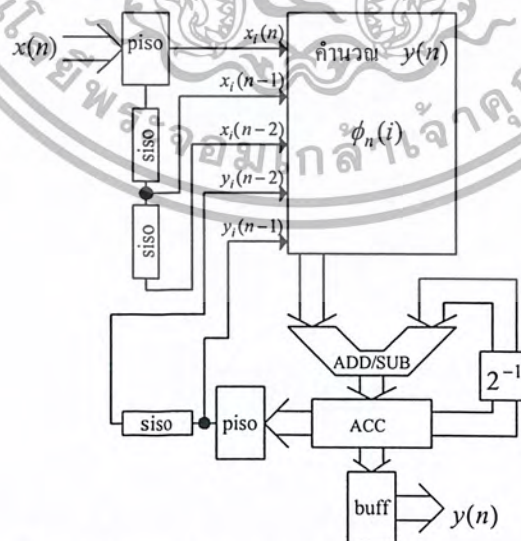 x(n)
piso
x_i(n)
คำนวณ y(n)
x_i(n-1)
φ_n(i)
siso
x_i(n-2)
y_i(n-2)
siso
y_i(n-1)
ADD/SUB
2^{-1}
siso
piso
ACC
buff
y(n)